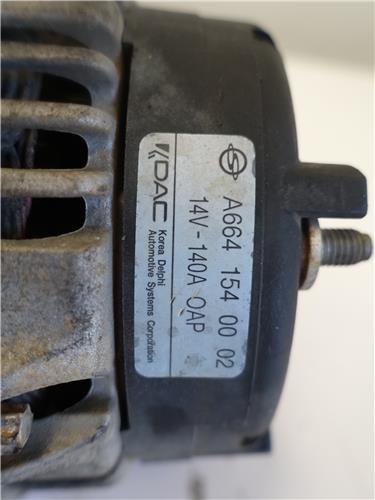 A664 154 00 02
14V-140A OAP
KDAC
Korea Delphi
Automotive Systems Corporation